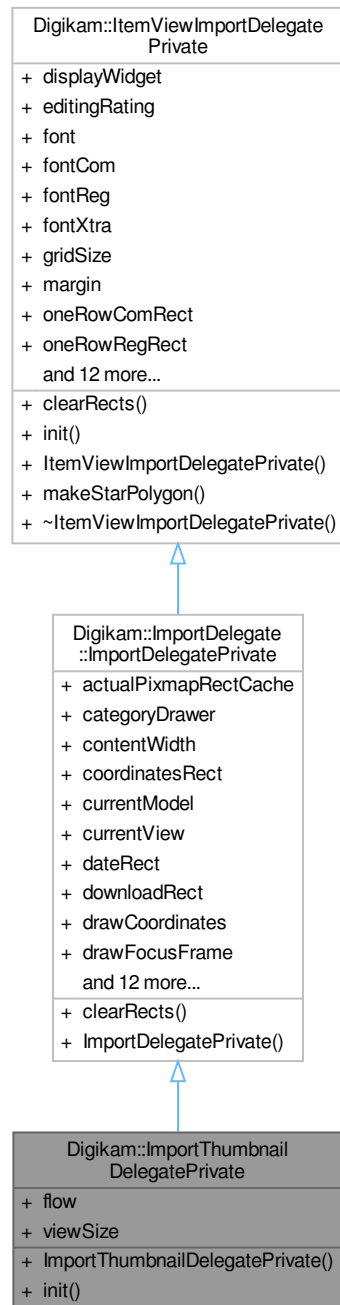 Digikam::ItemViewImportDelegate
Private
+ displayWidget
+ editingRating
+ font
+ fontCom
+ fontReg
+ fontXtra
+ gridSize
+ margin
+ oneRowComRect
+ oneRowRegRect
and 12 more...
+ clearRects()
+ init()
+ ItemViewImportDelegatePrivate()
+ makeStarPolygon()
+ ~ItemViewImportDelegatePrivate()
Digikam::ImportDelegate
::ImportDelegatePrivate
+ actualPixmapRectCache
+ categoryDrawer
+ contentWidth
+ coordinatesRect
+ currentModel
+ currentView
+ dateRect
+ downloadRect
+ drawCoordinates
+ drawFocusFrame
and 12 more...
+ clearRects()
+ ImportDelegatePrivate()
Digikam::ImportThumbnail
DelegatePrivate
+ flow
+ viewSize
+ ImportThumbnailDelegatePrivate()
+ init()